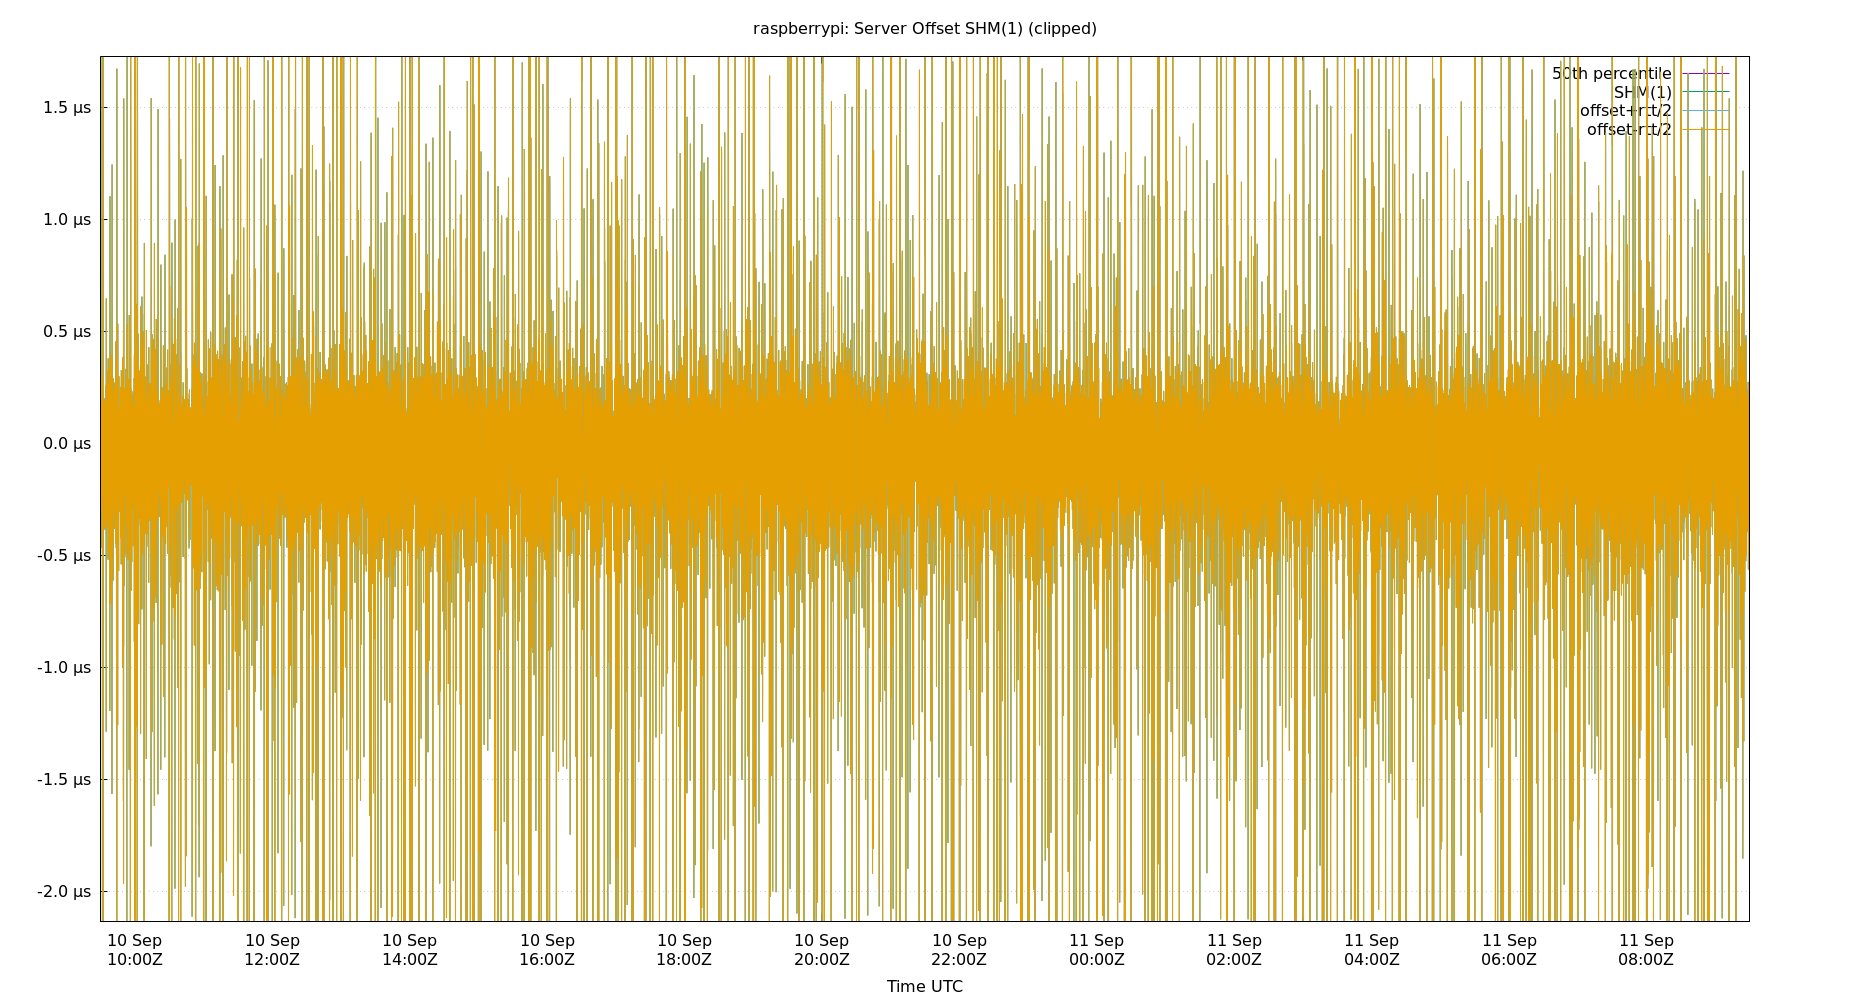 raspberrypi: Server Offset SHM(1) (clipped)
50th percentile
SHM(1)
offset+rtt/2
offset-rtt/2
1.5 µs
1.0 µs
0.5 µs
0.0 µs
-0.5 µs
-1.0 µs
-1.5 µs
-2.0 µs
10 Sep 10 Sep 10 Sep 10 Sep 10 Sep 10 Sep 10 Sep 11 Sep 11 Sep 11 Sep 11 Sep 11 Sep
10:00Z 12:00Z 14:00Z 16:00Z 18:00Z 20:00Z 22:00Z 00:00Z 02:00Z 04:00Z 06:00Z 08:00Z
Time UTC